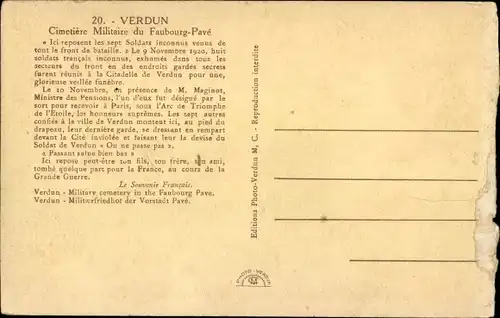 20. - VERDUN
Cimetière Militaire du Faubourg-Pavé
« Ici reposent les sept Soldats inconnus venus de
tout le front de bataille. » Le 9 Novembre 1920, huit
soldats français inconnus, exhumés dans tous les
secteurs du front en des endroits gardés secrets
furent réunis à la Citadelle de Verdun pour une,
glorieuse veillée funèbre.
Le 10 Novembre, en présence de M. Maginot,
Ministre des Pensions, l'un d'eux fut désigné par le
sort pour recevoir à Paris, sous l'Arc de Triomphe
de l'Etoile, les honneurs suprêmes. Les sept autres
confiés à la ville de Verdun montent ici, au pied du
drapeau, leur dernière garde, se dressant en rempart
devant la Cité inviolée et faisant leur la devise du
Soldat de Verdun « On ne passe pas ».
« Passant salue bien bas »
Ici repose peut-être ton fils, ton frère, ton ami,
tombé quelque part pour la France, au cours de la
Grande Guerre.
Le Souvenir Français.
Verdun - Military cemetery in the Faubourg Pavé.
Verdun - Militärfriedhof der Vorstadt Pavé.
Editions Photo-Verdun M. C. - Reproduction interdite
PHOTO-VERDUN